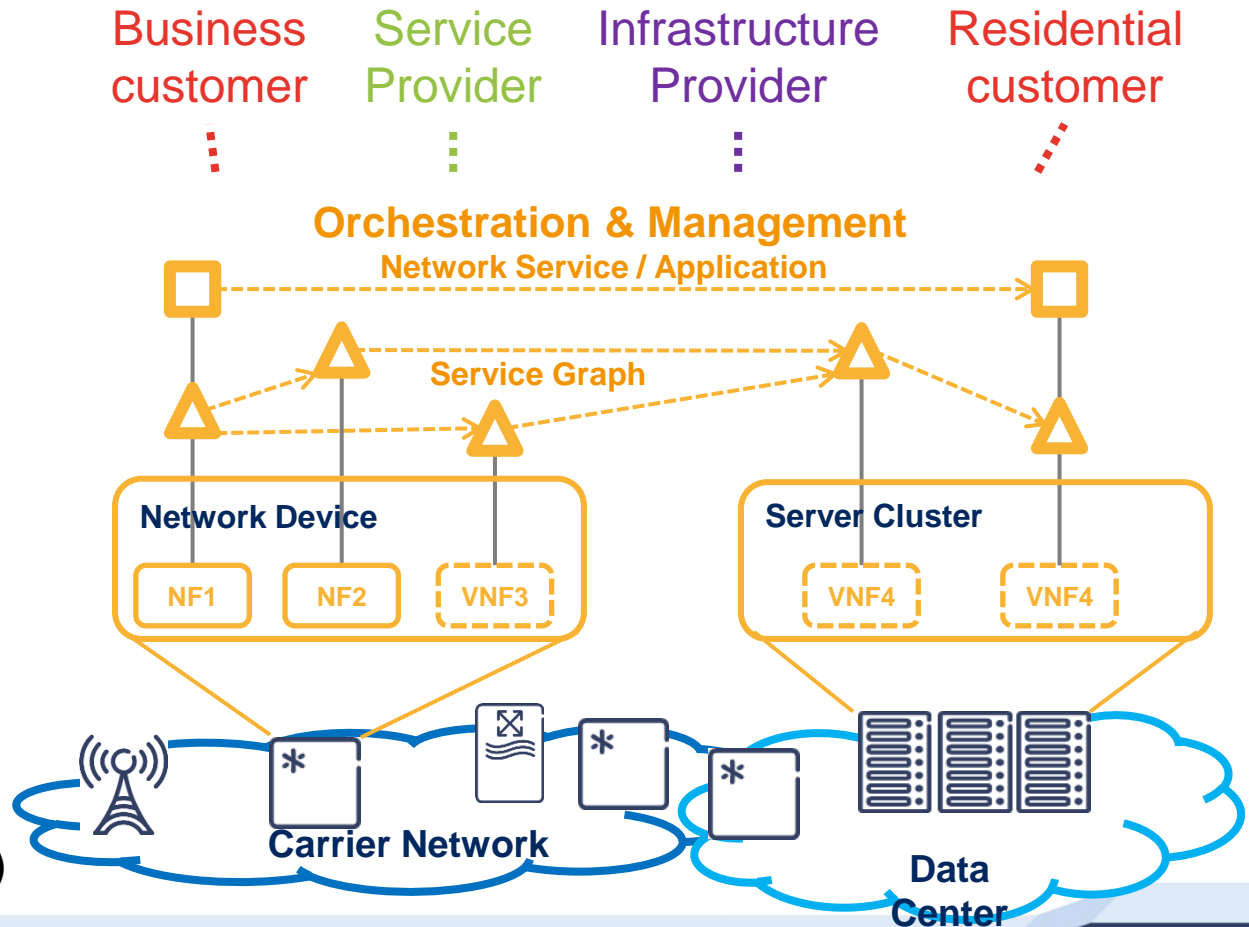 Business
customer
Service
Provider
Infrastructure
Provider
Residential
customer
Orchestration & Management
Network Service / Application
Service Graph
Network Device
NF1
NF2
VNF3
Server Cluster
VNF4
VNF4
Carrier Network
Data
Center
)